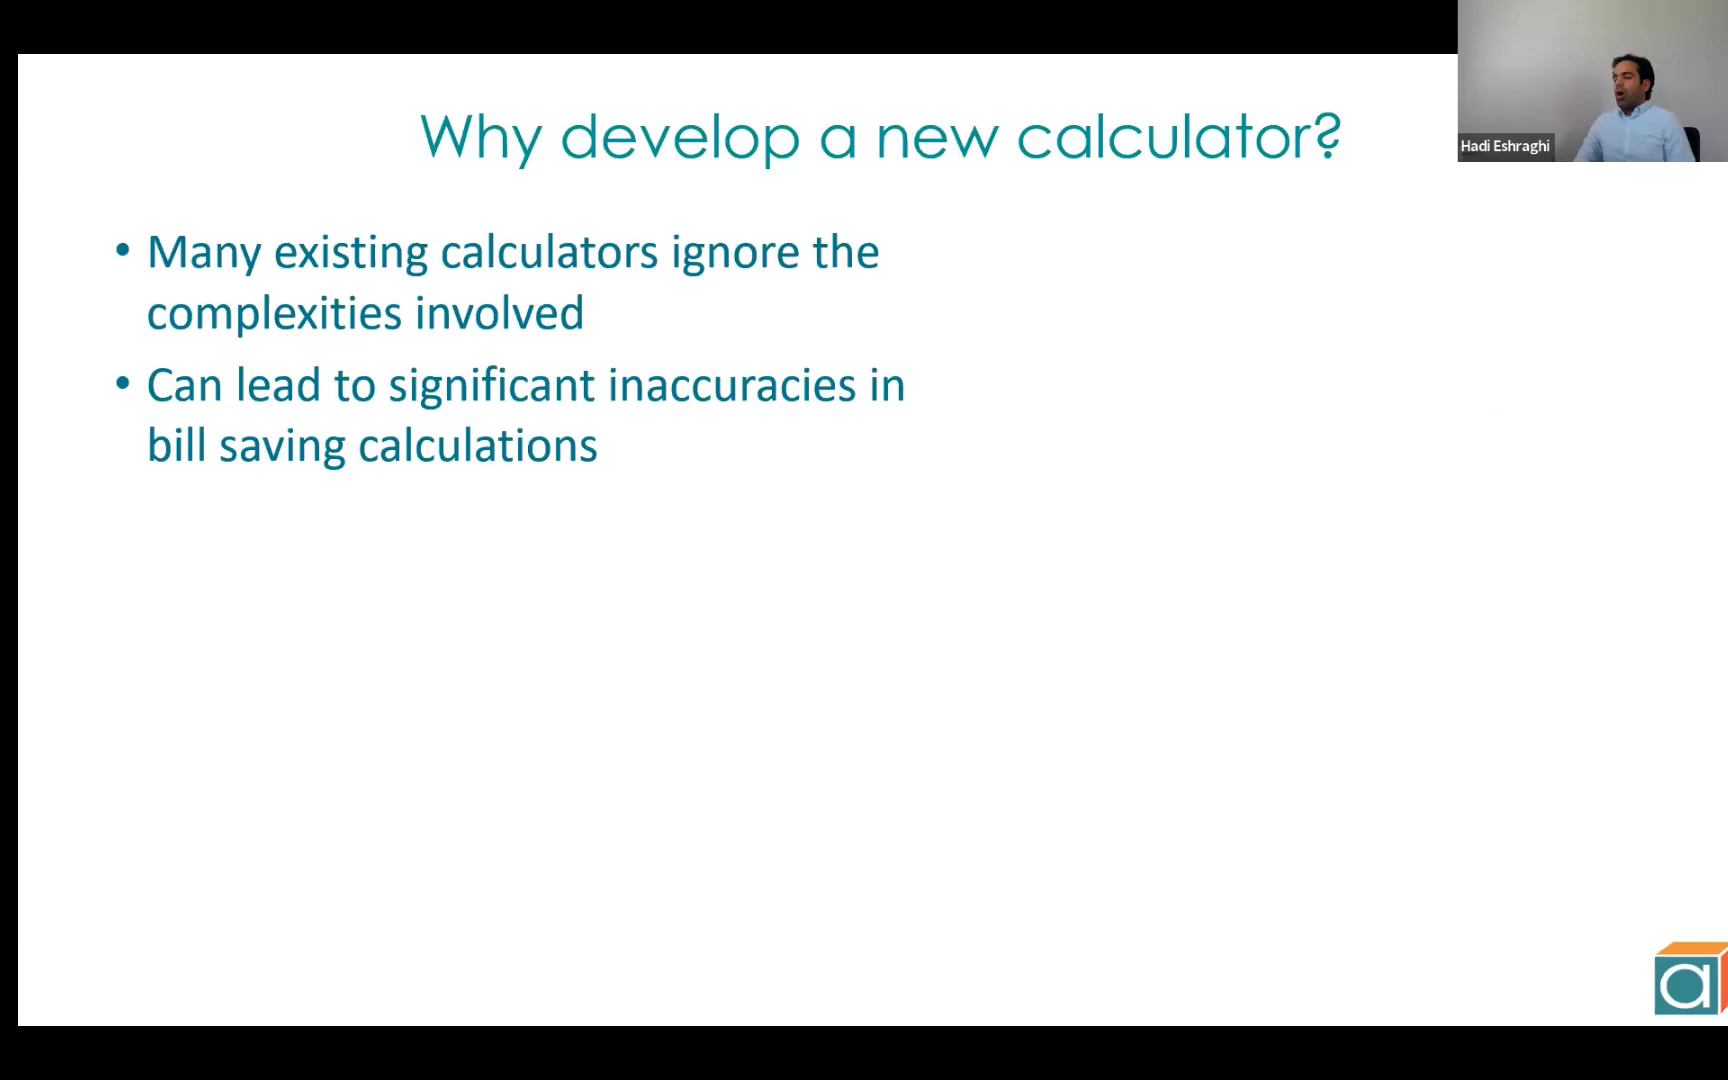 Why develop a new calculator?
Hadi Eshraghi
• Many existing calculators ignore the
complexities involved
• Can lead to significant inaccuracies in
bill saving calculations
a